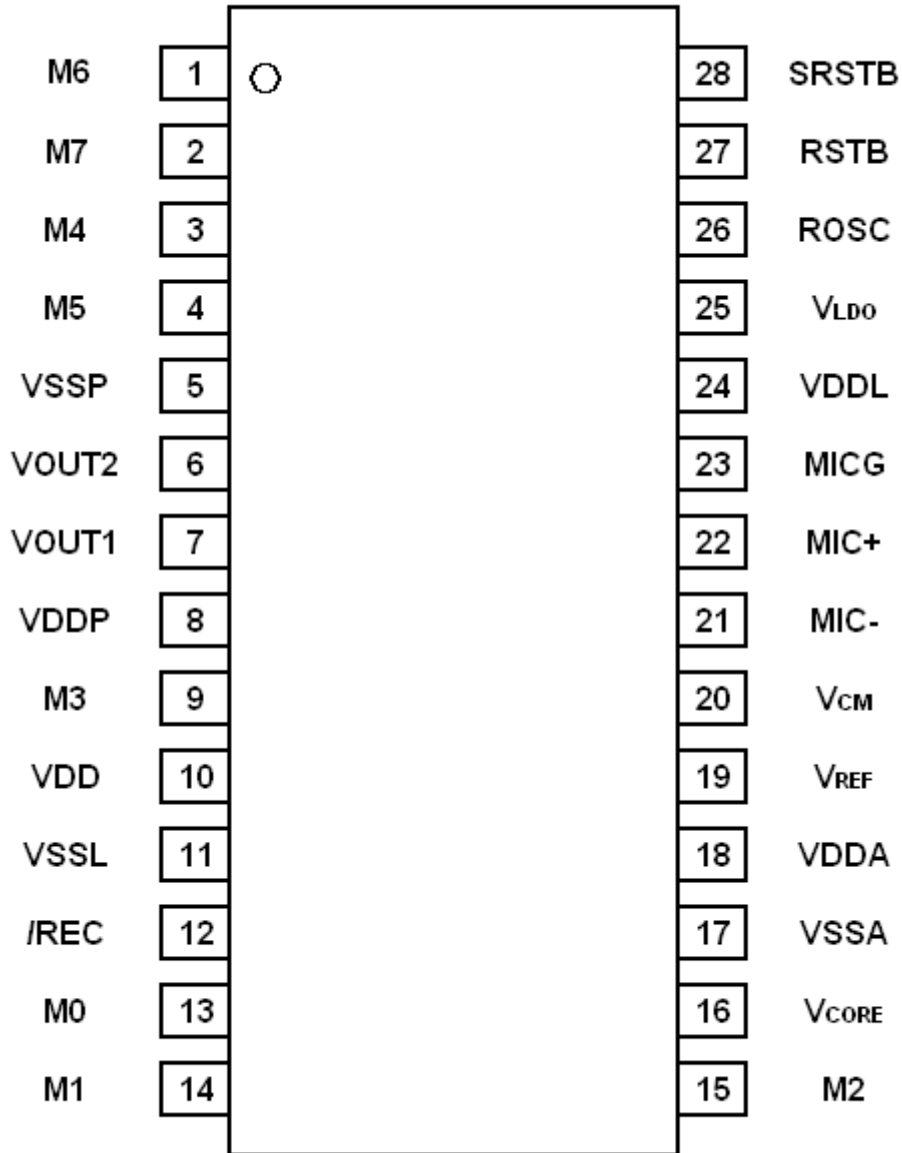 M6 1 28 SRSTB
M7 2 27 RSTB
M4 3 26 ROSC
M5 4 25 VLDO
VSSP 5 24 VDDL
VOUT2 6 23 MICG
VOUT1 7 22 MIC+
VDDP 8 21 MIC-
M3 9 20 VCM
VDD 10 19 VREF
VSSL 11 18 VDDA
/REC 12 17 VSSA
M0 13 16 VCORE
M1 14 15 M2